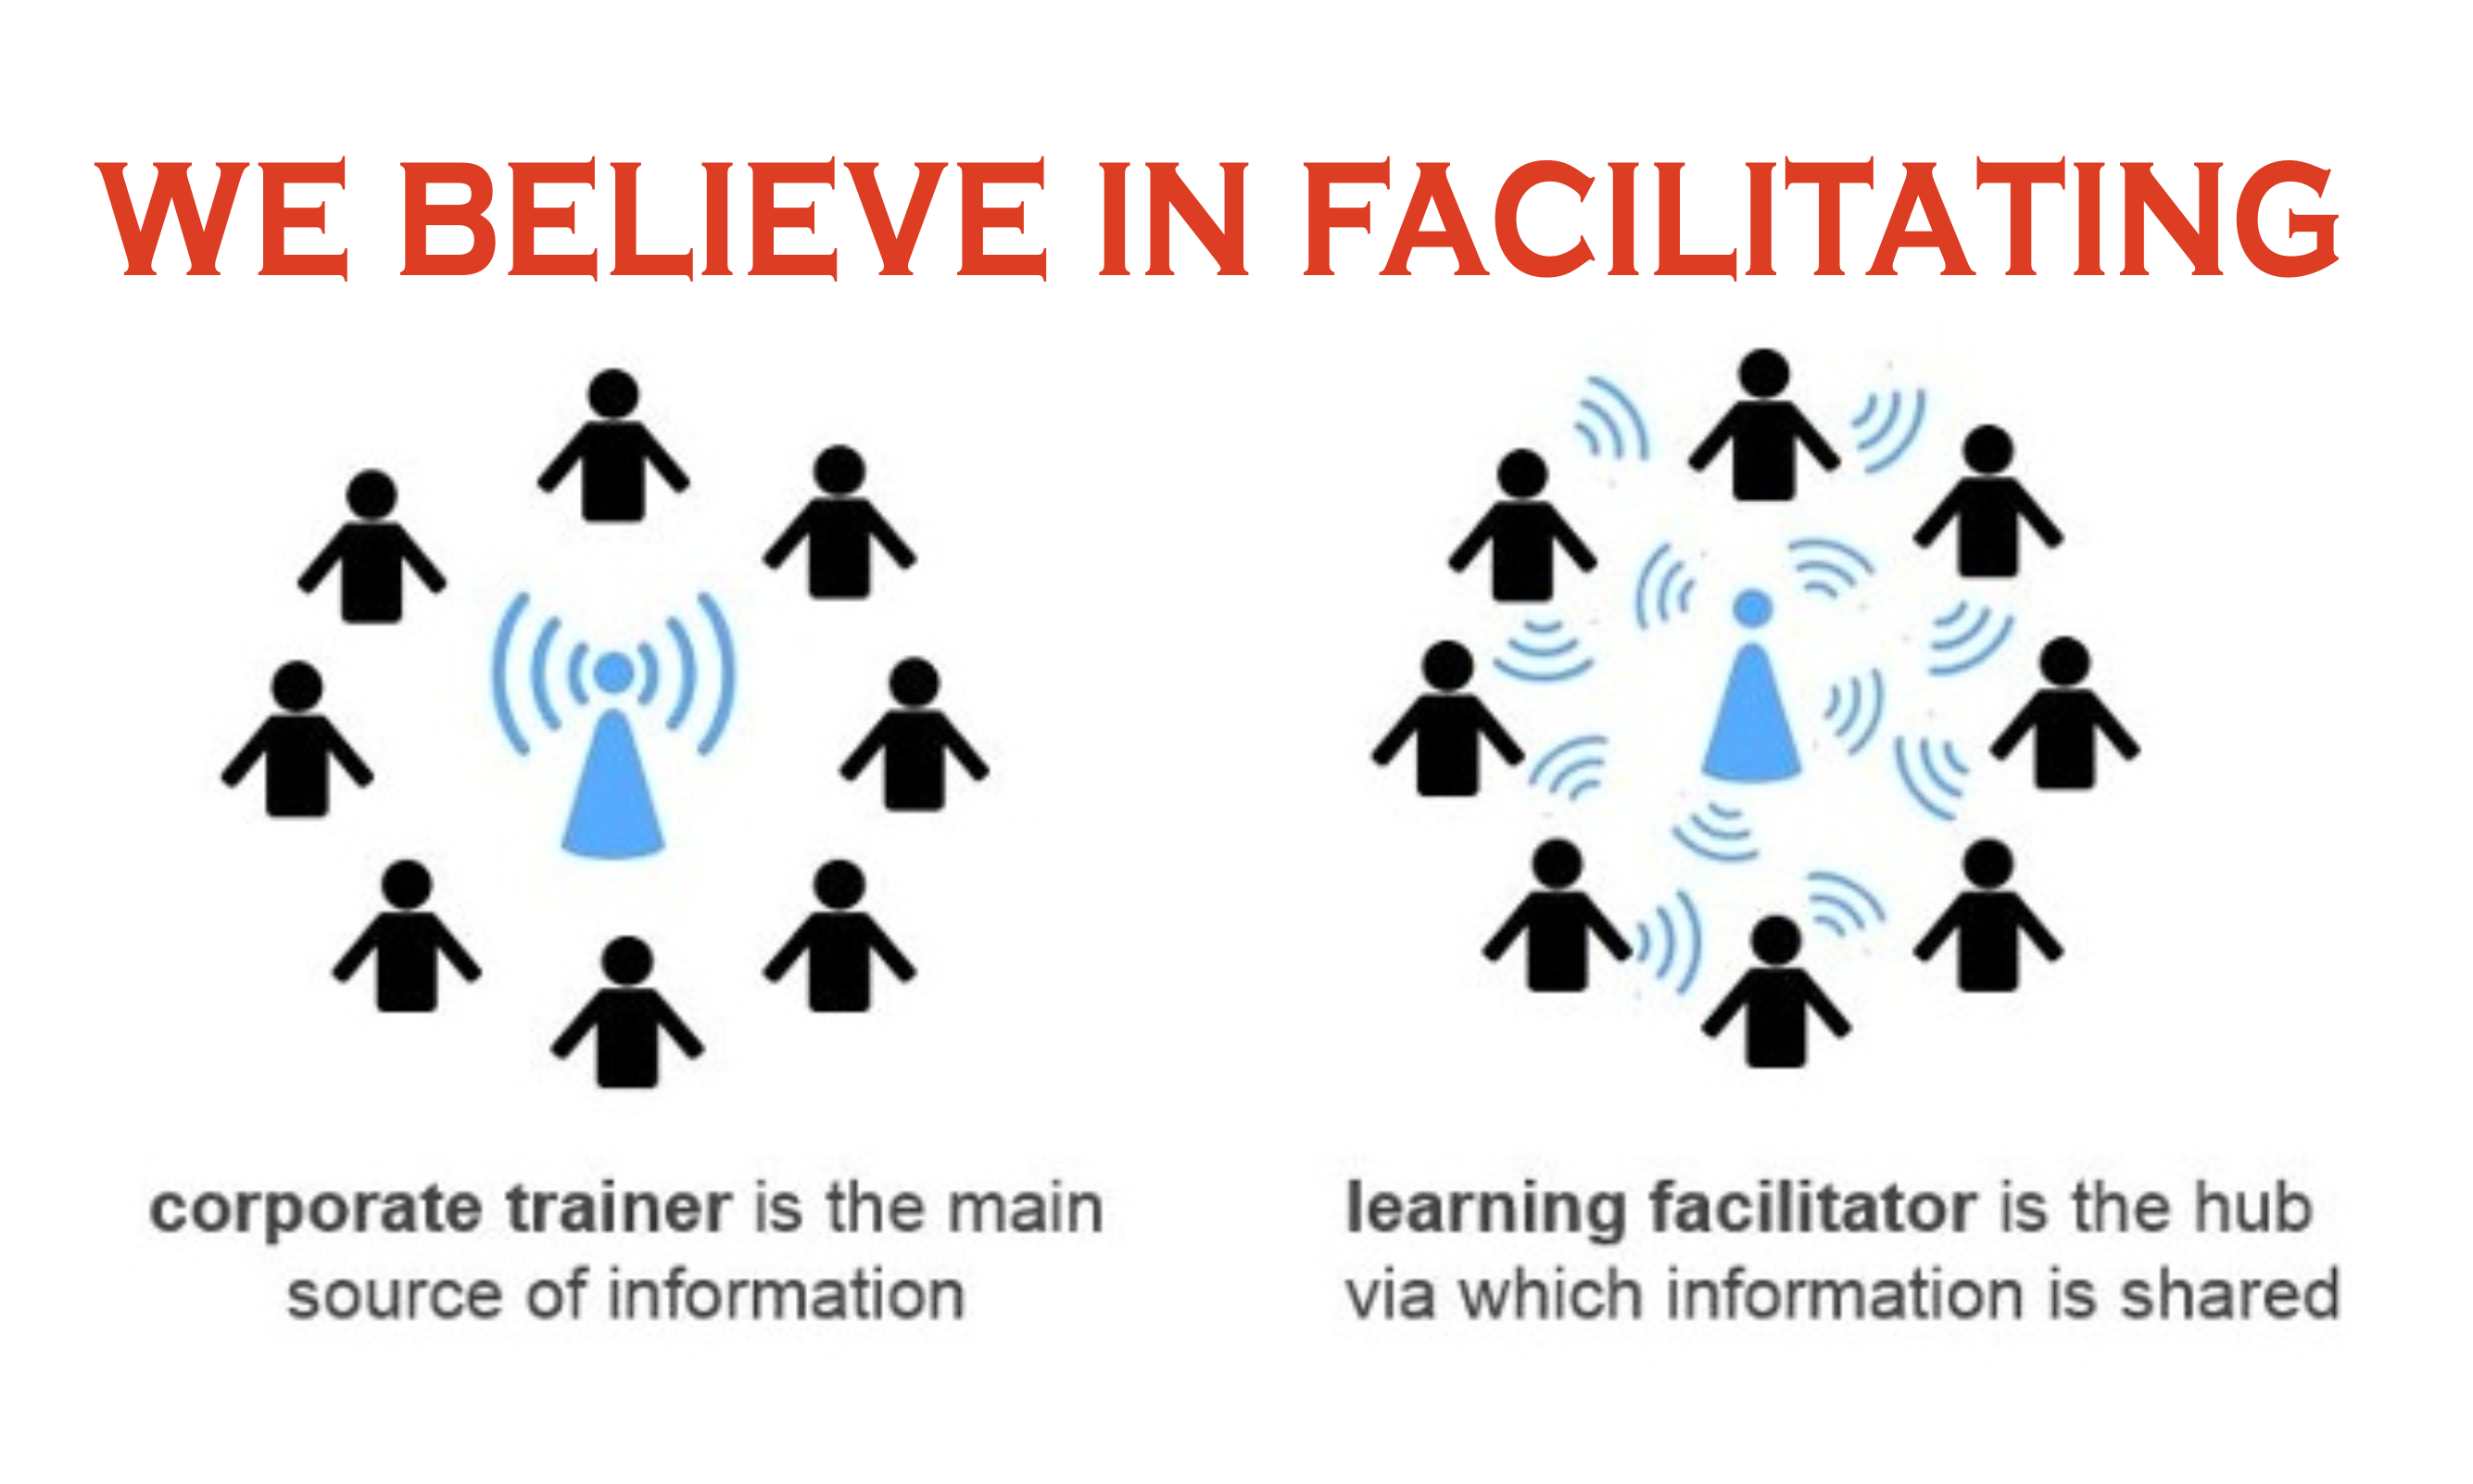 WE BELIEVE IN FACILITATING
corporate trainer is the main
source of information
learning facilitator is the hub
via which information is shared